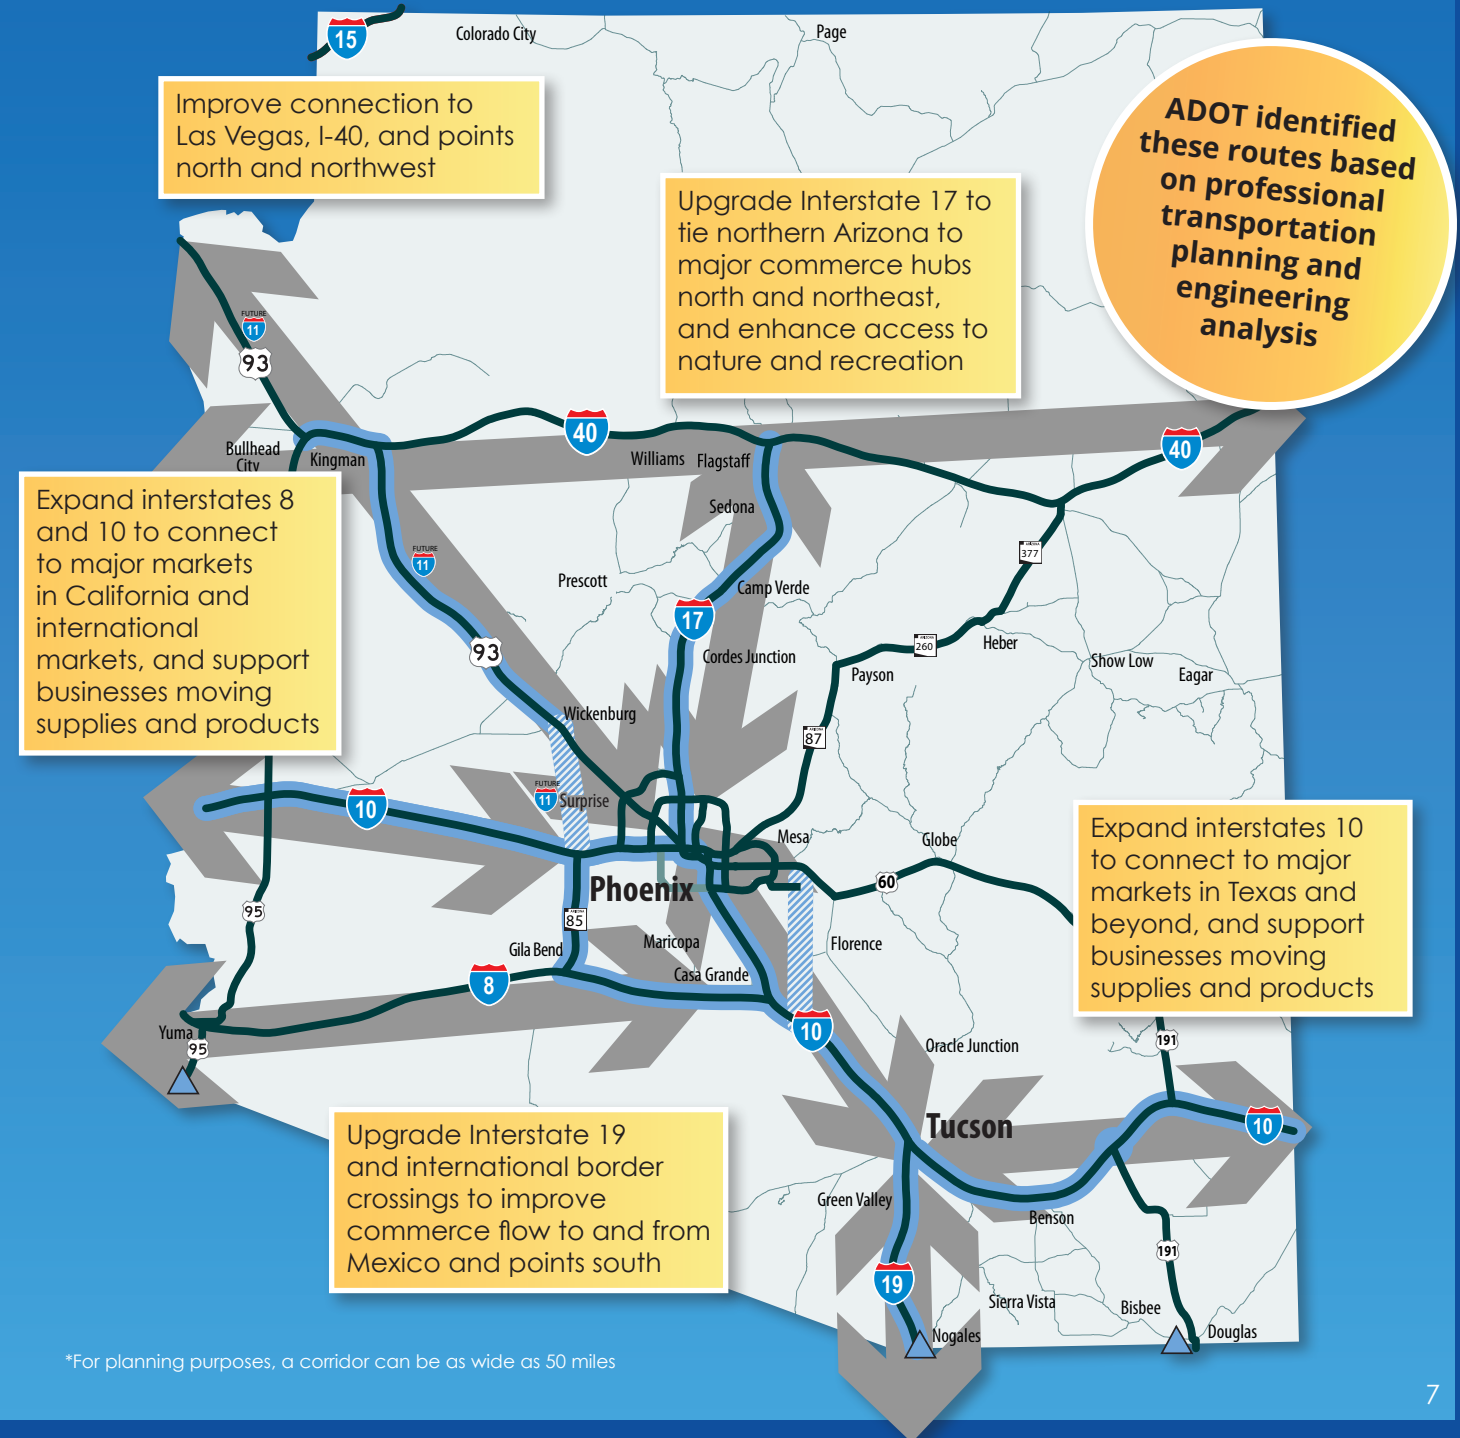 15
Colorado City
Page
Improve connection to
Las Vegas, I-40, and points
north and northwest
ADOT identified
these routes based
on professional
transportation
planning and
engineering
analysis
Upgrade Interstate 17 to
tie northern Arizona to
major commerce hubs
north and northeast,
and enhance access to
nature and recreation
FUTURE
11
93
40
40
Bullhead
City
Kingman
Williams
Flagstaff
Sedona
Expand interstates 8
and 10 to connect
to major markets
in California and
international
markets, and support
businesses moving
supplies and products
FUTURE
11
ARIZONA
377
Prescott
Camp Verde
17
93
Cordes Junction
ARIZONA
260
Heber
Payson
Show Low
Eagar
Wickenburg
ARIZONA
87
FUTURE
11
Surprise
10
Mesa
Globe
Expand interstates 10
to connect to major
markets in Texas and
beyond, and support
businesses moving
supplies and products
Phoenix
60
95
ARIZONA
85
Gila Bend
Maricopa
Florence
Casa Grande
8
10
Yuma
95
Oracle Junction
191
Tucson
10
Upgrade Interstate 19
and international border
crossings to improve
commerce flow to and from
Mexico and points south
Green Valley
Benson
191
19
Sierra Vista
Bisbee
Nogales
Douglas
*For planning purposes, a corridor can be as wide as 50 miles
7